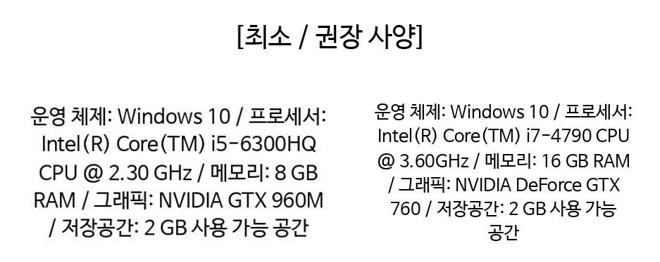 [최소 / 권장 사양]
운영 체제: Windows 10 / 프로세서:
Intel(R) Core(TM) i5-6300HQ
CPU @ 2.30 GHz / 메모리: 8 GB
RAM / 그래픽: NVIDIA GTX 960M
/ 저장공간: 2 GB 사용 가능 공간
운영 체제: Windows 10 / 프로세서:
Intel(R) Core(TM) i7-4790 CPU
@ 3.60GHz / 메모리: 16 GB RAM
/ 그래픽: NVIDIA DeForce GTX
760 / 저장공간: 2 GB 사용 가능
공간